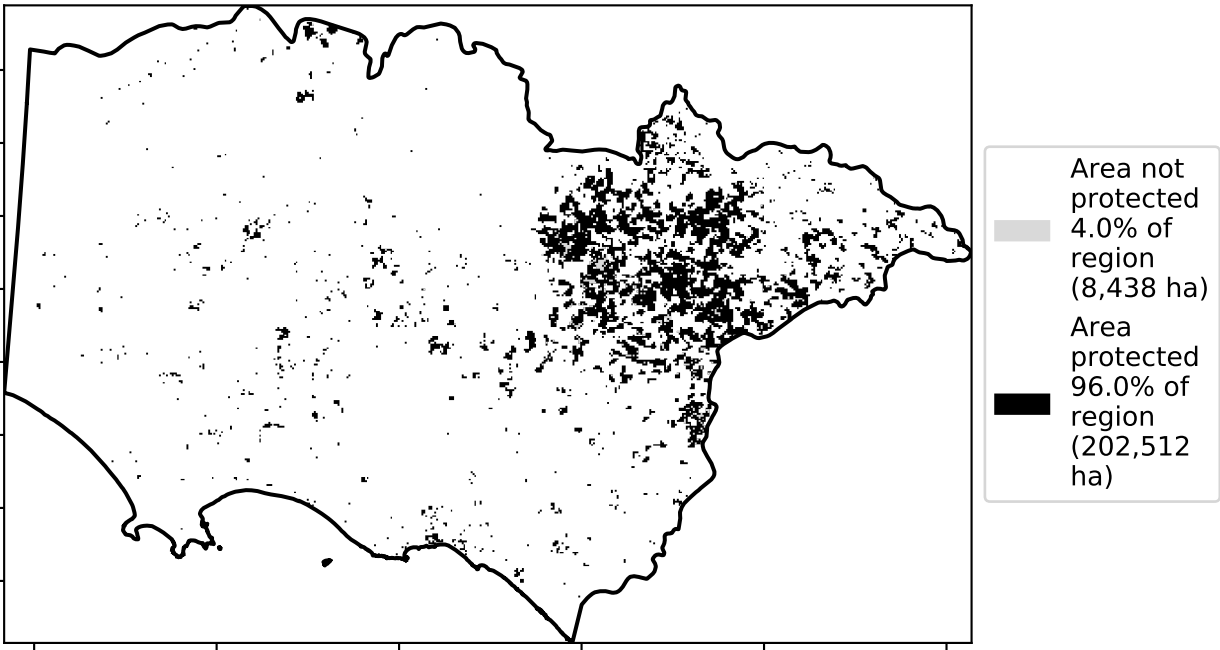 Area not
protected
4.0% of
region
(8,438 ha)
Area
protected
96.0% of
region
(202,512
ha)